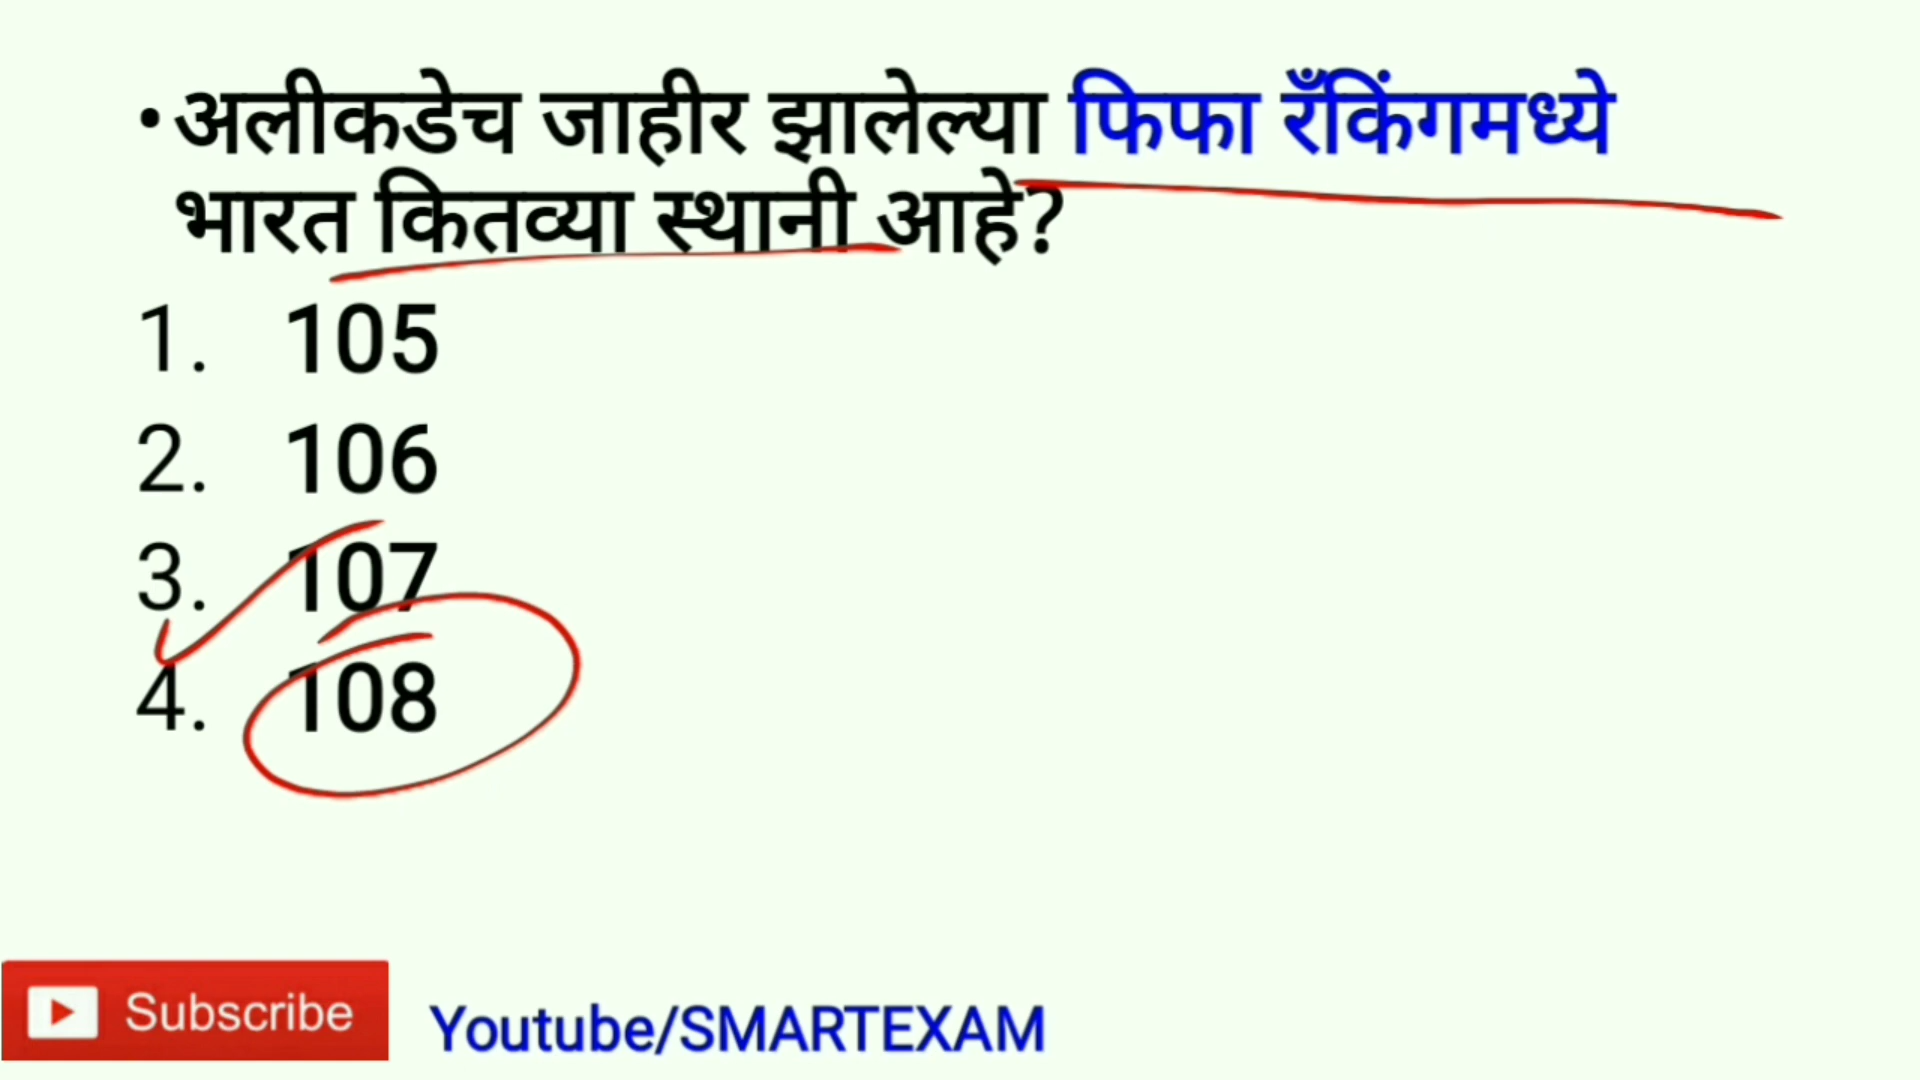 • अलीकडेच जाहीर झालेल्या फिफा रँकिंगमध्ये
भारत कितव्या स्थानी आहे?
1. 105
2. 106
3. 107
4. 108
Subscribe
Youtube/SMARTEXAM